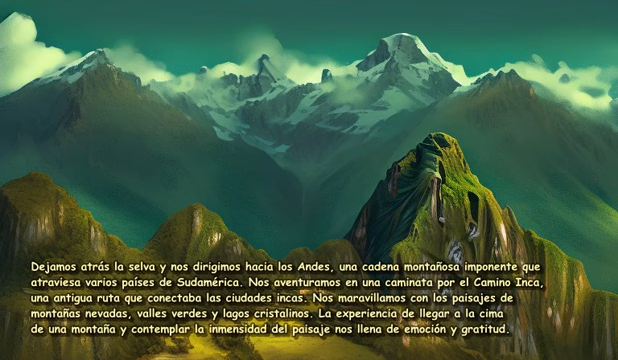 Dejamos atrás la selva y nos dirigimos hacia los Andes, una cadena montañosa imponente que
atraviesa varios países de Sudamérica. Nos aventuramos en una caminata por el Camino Inca,
una antigua ruta que conectaba las ciudades incas. Nos maravillamos con los paisajes de
montañas nevadas, valles verdes y lagos cristalinos. La experiencia de llegar a la cima
de una montaña y contemplar la inmensidad del paisaje nos llena de emoción y gratitud.